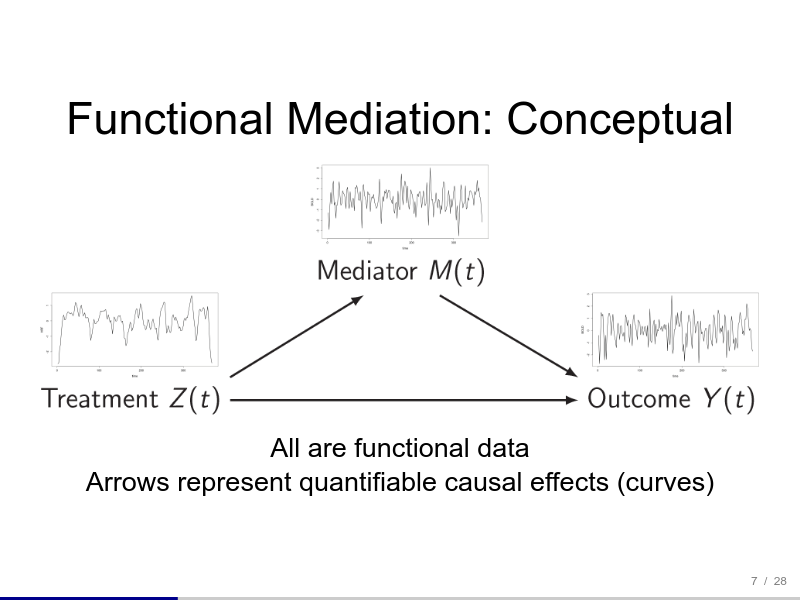 Functional Mediation: Conceptual
Mediator M(t)
Treatment Z(t)
Outcome Y(t)
All are functional data
Arrows represent quantifiable causal effects (curves)
7 / 28